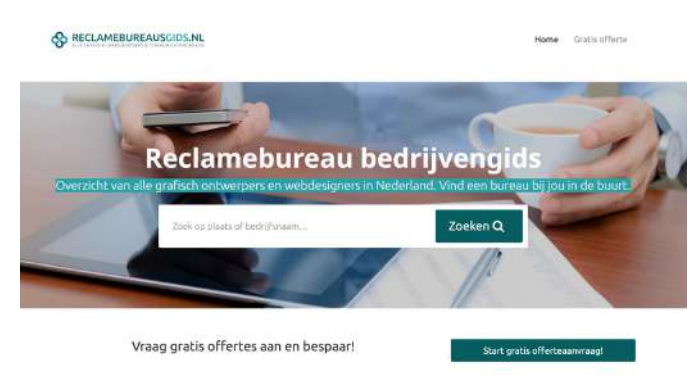 RECLAMEBUREAUSGIDS.NL
Home Gratis offerte
Reclamebureau bedrijvengids
Overzicht van alle grafisch ontwerpers en webdesigners in Nederland. Vind een bureau bij jou in de buurt.
Zoek op plaats of bedrijfsnaam...
Zoeken
Vraag gratis offertes aan en bespaar!
Start gratis offerteaanvraag!